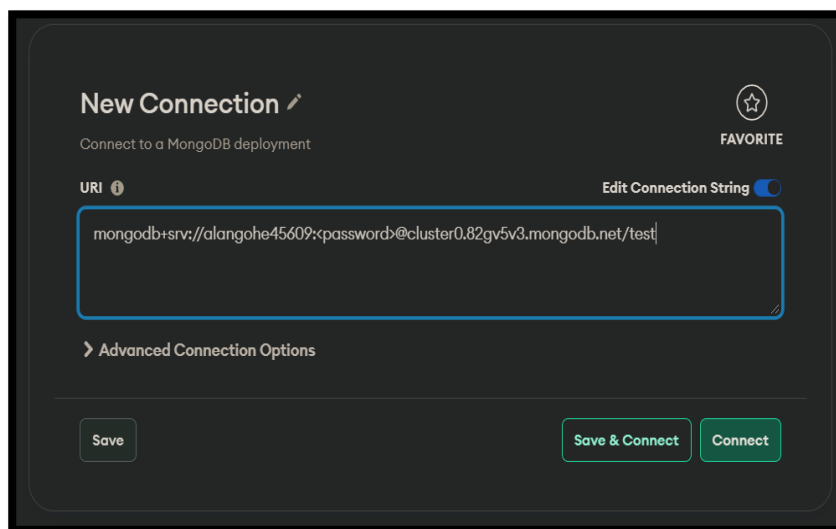 New Connection
FAVORITE
Connect to a MongoDB deployment
URI
Edit Connection String
mongodb+srv://alangohe45609:<password>@cluster0.82gv5v3.mongodb.net/test
Advanced Connection Options
Save
Save & Connect
Connect